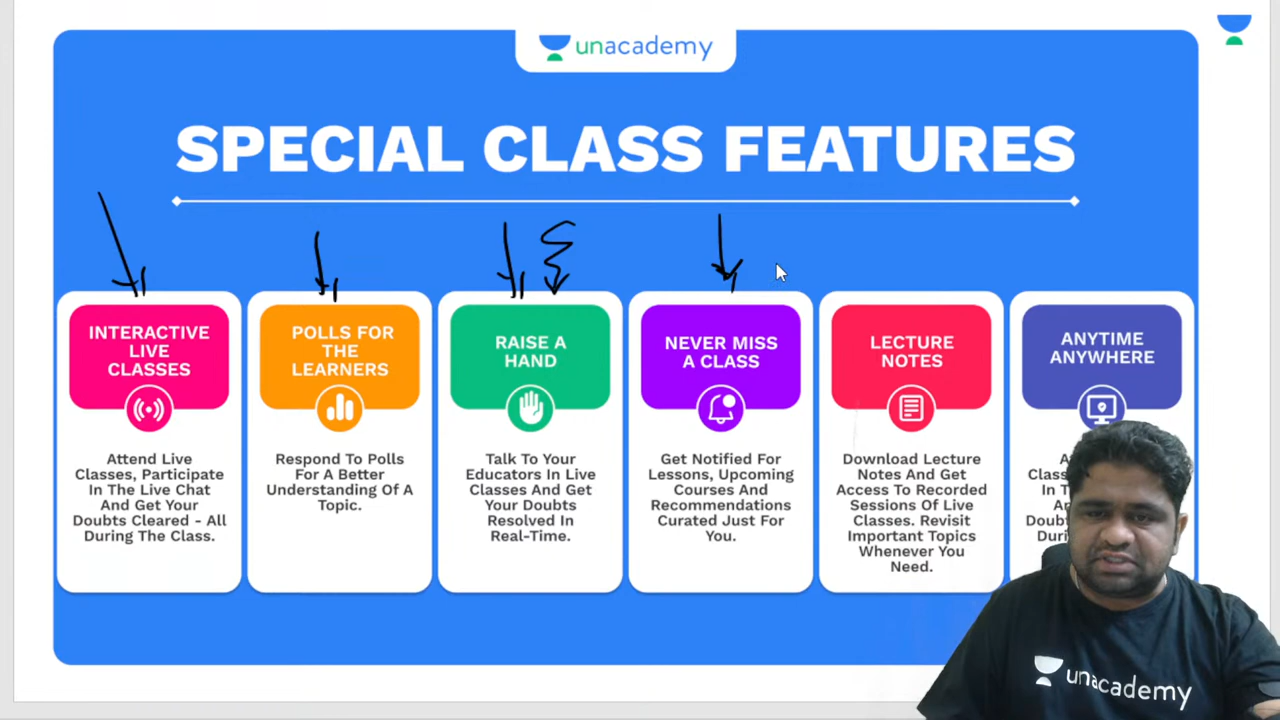 unacademy
SPECIAL CLASS FEATURES
INTERACTIVE
LIVE
CLASSES
Attend Live
Classes, Participate
In The Live Chat
And Get Your
Doubts Cleared - All
During The Class.
POLLS FOR
THE
LEARNERS
Respond To Polls
For A Better
Understanding Of A
Topic.
RAISE A
HAND
Talk To Your
Educators In Live
Classes And Get
Your Doubts
Resolved In
Real-Time.
NEVER MISS
A CLASS
Get Notified For
Lessons, Upcoming
Courses And
Recommendations
Curated Just For
You.
LECTURE
NOTES
Download Lecture
Notes And Get
Access To Recorded
Sessions Of Live
Classes. Revisit
Important Topics
Whenever You
Need.
ANYTIME
ANYWHERE
unacademy